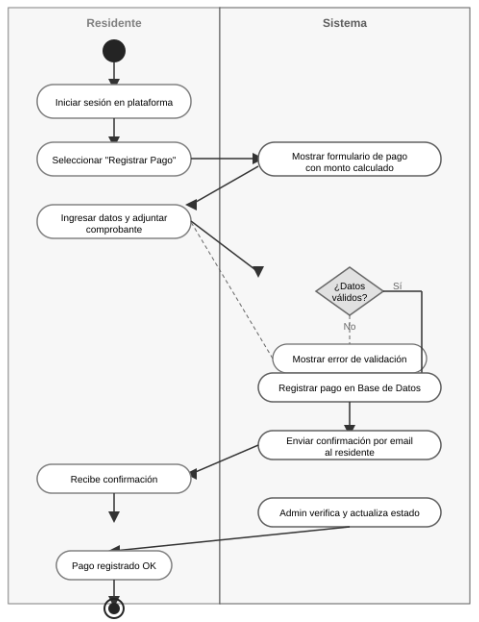 Residente
Sistema
Iniciar sesión en plataforma
Seleccionar "Registrar Pago"
Mostrar formulario de pago
con monto calculado
Ingresar datos y adjuntar
comprobante
¿Datos
válidos?
Sí
No
Mostrar error de validación
Registrar pago en Base de Datos
Enviar confirmación por email
al residente
Recibe confirmación
Admin verifica y actualiza estado
Pago registrado OK